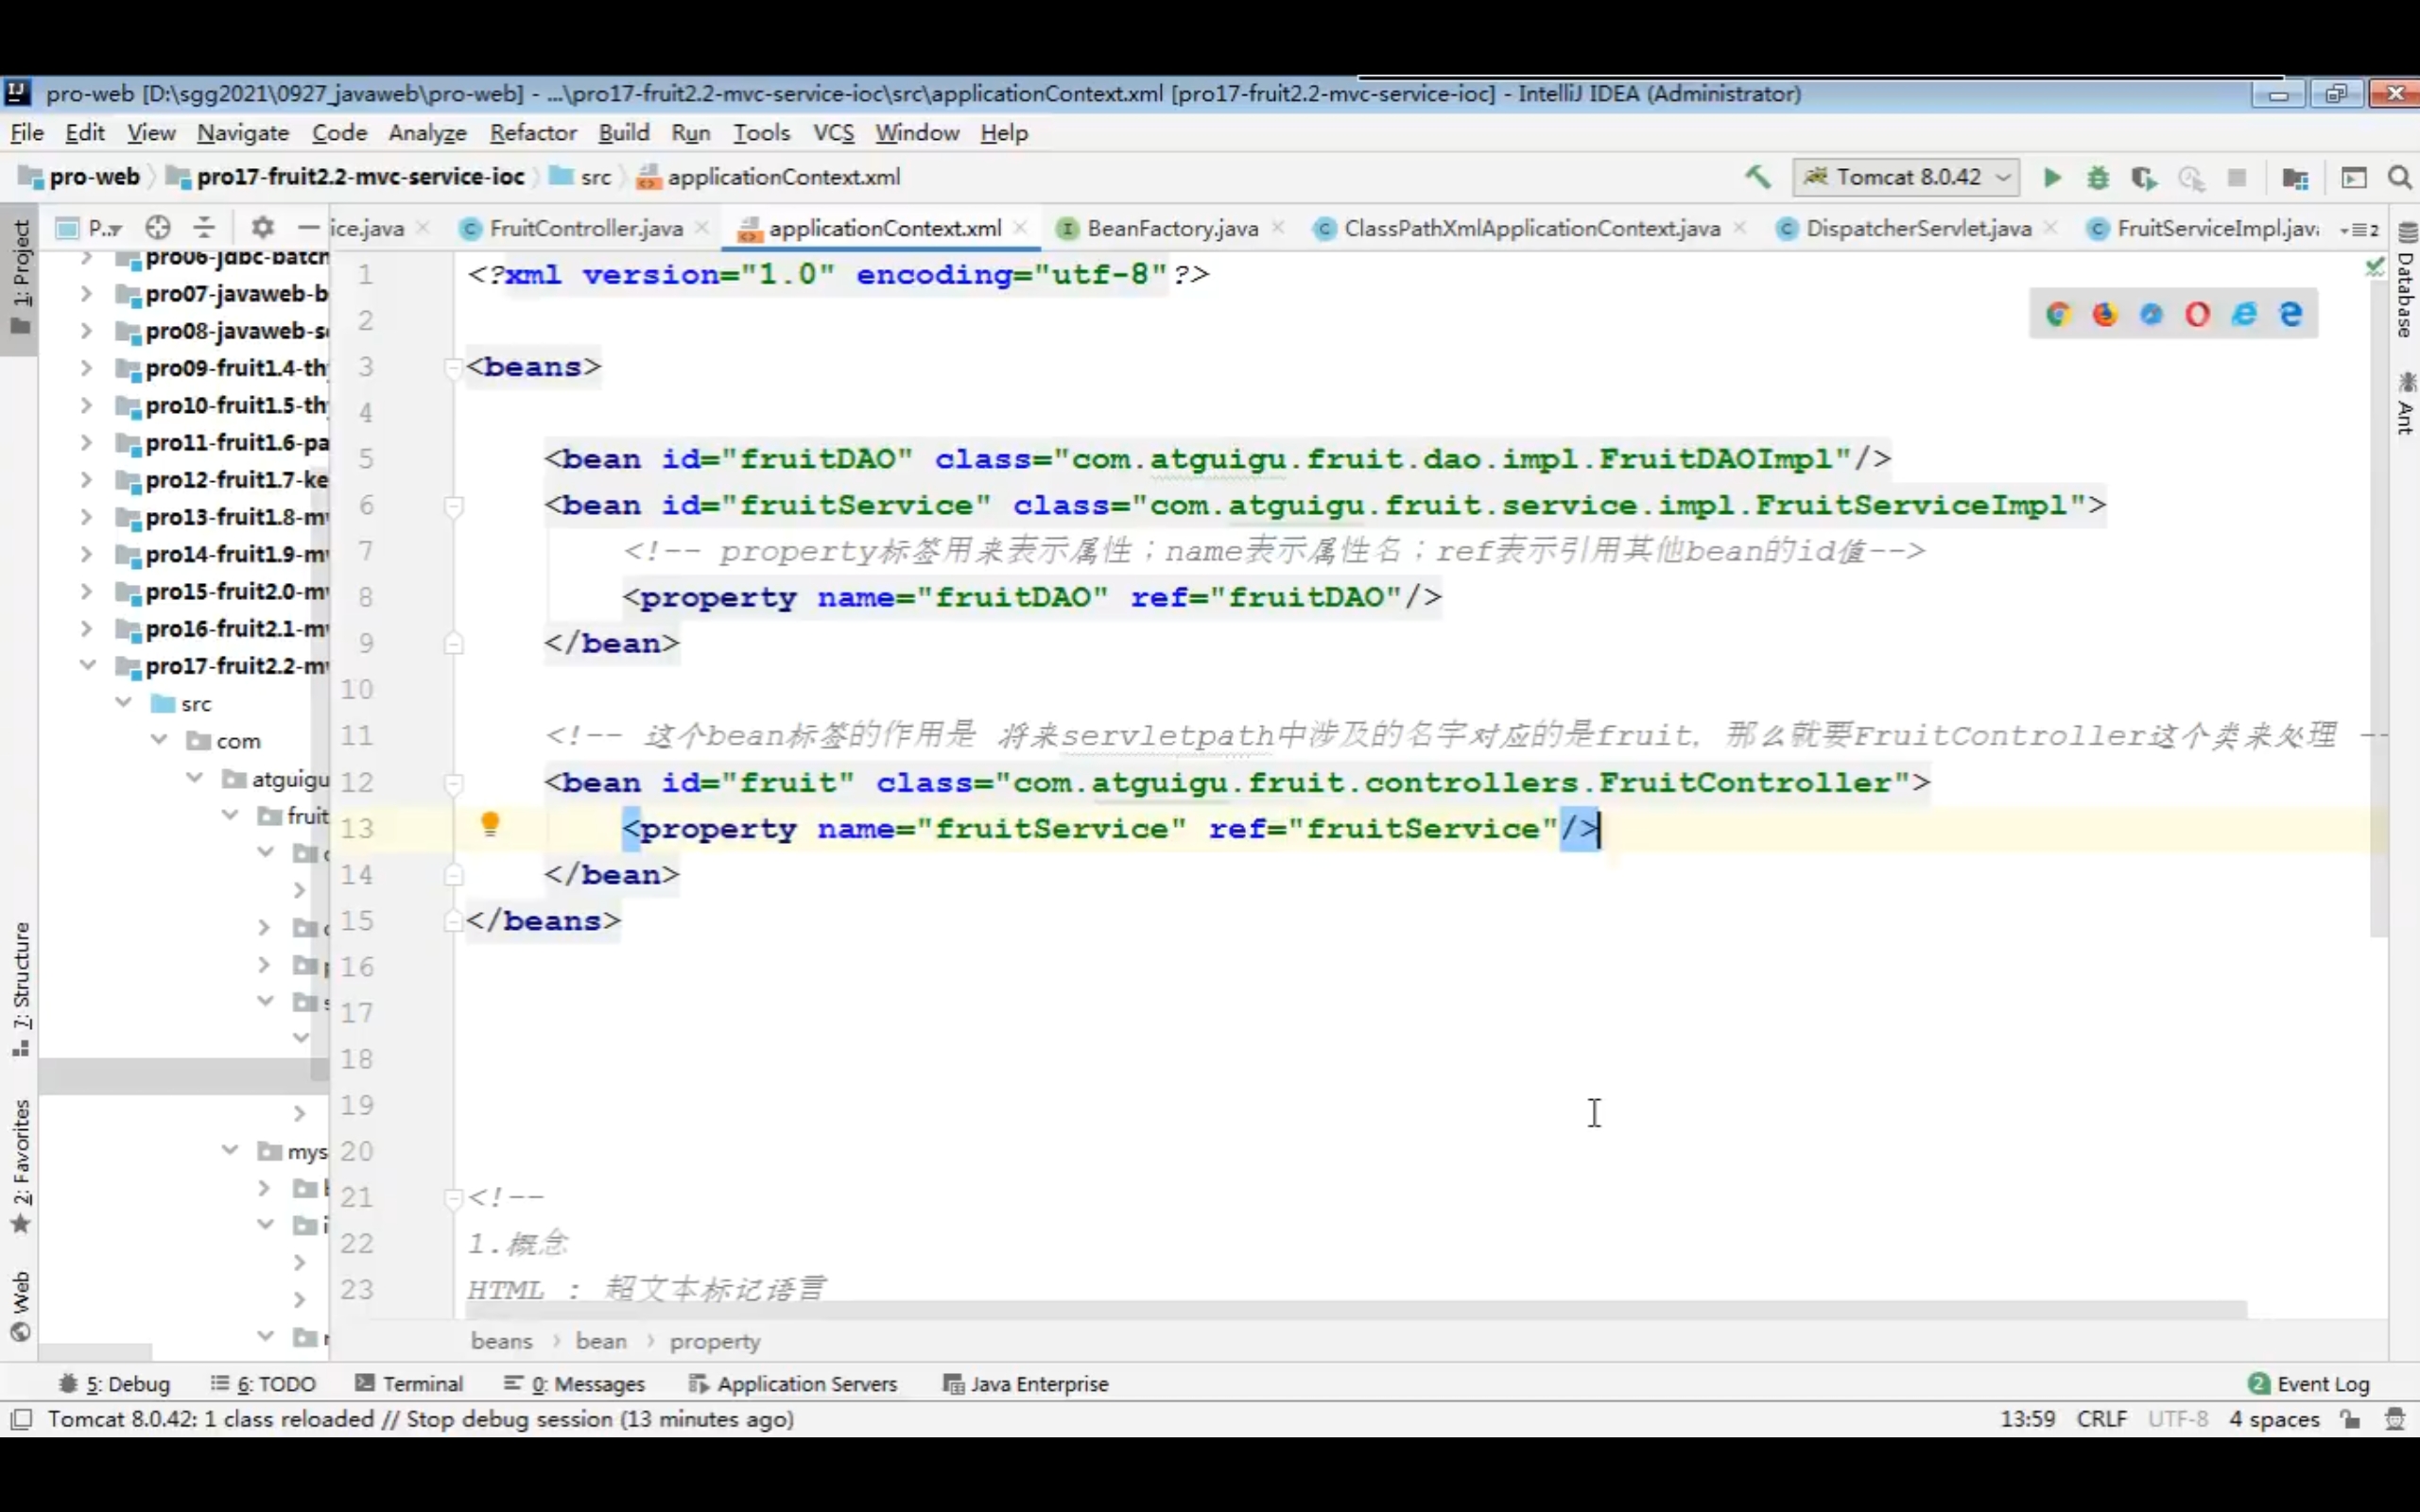 pro-web [D:\sgg2021\0927_javaweb\pro-web] - ...\pro17-fruit2.2-mvc-service-ioc\src\applicationContext.xml [pro17-fruit2.2-mvc-service-ioc] - IntelliJ IDEA (Administrator)
File Edit View Navigate Code Analyze Refactor Build Run Tools VCS Window Help
pro-web pro17-fruit2.2-mvc-service-ioc src applicationContext.xml Tomcat 8.0.42
P.. ice.java FruitController.java applicationContext.xml BeanFactory.java ClassPathXmlApplicationContext.java DispatcherServlet.java FruitServiceImpl.java 2
1: Project
7: Structure
2: Favorites
Web
pro06-jdbc-batch
pro07-javaweb-b
pro08-javaweb-s
pro09-fruit1.4-th
pro10-fruit1.5-th
pro11-fruit1.6-pa
pro12-fruit1.7-ke
pro13-fruit1.8-m
pro14-fruit1.9-m
pro15-fruit2.0-m
pro16-fruit2.1-m
pro17-fruit2.2-m
src
com
atguigu
fruit
mys
1 <?xml version="1.0" encoding="utf-8"?>
2
3 <beans>
4
5 <bean id="fruitDAO" class="com.atguigu.fruit.dao.impl.FruitDAOImpl"/>
6 <bean id="fruitService" class="com.atguigu.fruit.service.impl.FruitServiceImpl">
7 <!-- property标签用来表示属性；name表示属性名；ref表示引用其他bean的id值-->
8 <property name="fruitDAO" ref="fruitDAO"/>
9 </bean>
10
11 <!-- 这个bean标签的作用是 将来servletpath中涉及的名字对应的是fruit, 那么就要FruitController这个类来处理 --
12 <bean id="fruit" class="com.atguigu.fruit.controllers.FruitController">
13 <property name="fruitService" ref="fruitService"/>
14 </bean>
15 </beans>
16
17
18
19
20
21 <!--
22 1.概念
23 HTML : 超文本标记语言
Database
Ant
beans bean property
5: Debug 6: TODO Terminal 0: Messages Application Servers Java Enterprise 2 Event Log
Tomcat 8.0.42: 1 class reloaded // Stop debug session (13 minutes ago) 13:59 CRLF UTF-8 4 spaces